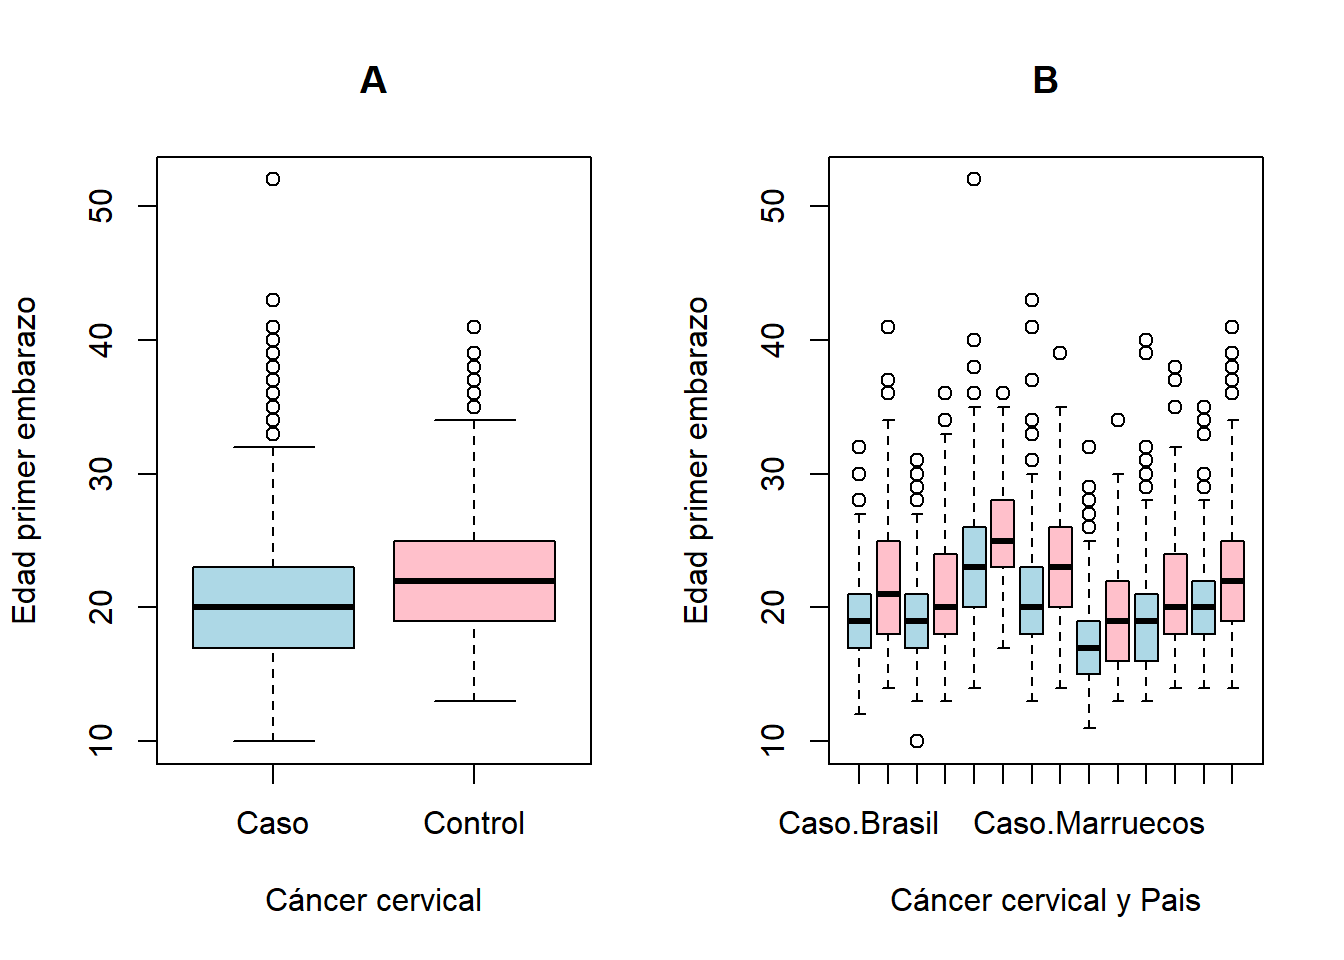 A
Edad primer embarazo
50
40
30
20
10
Caso Control
Cáncer cervical
B
Edad primer embarazo
50
40
30
20
10
Caso.Brasil Caso.Marruecos
Cáncer cervical y Pais